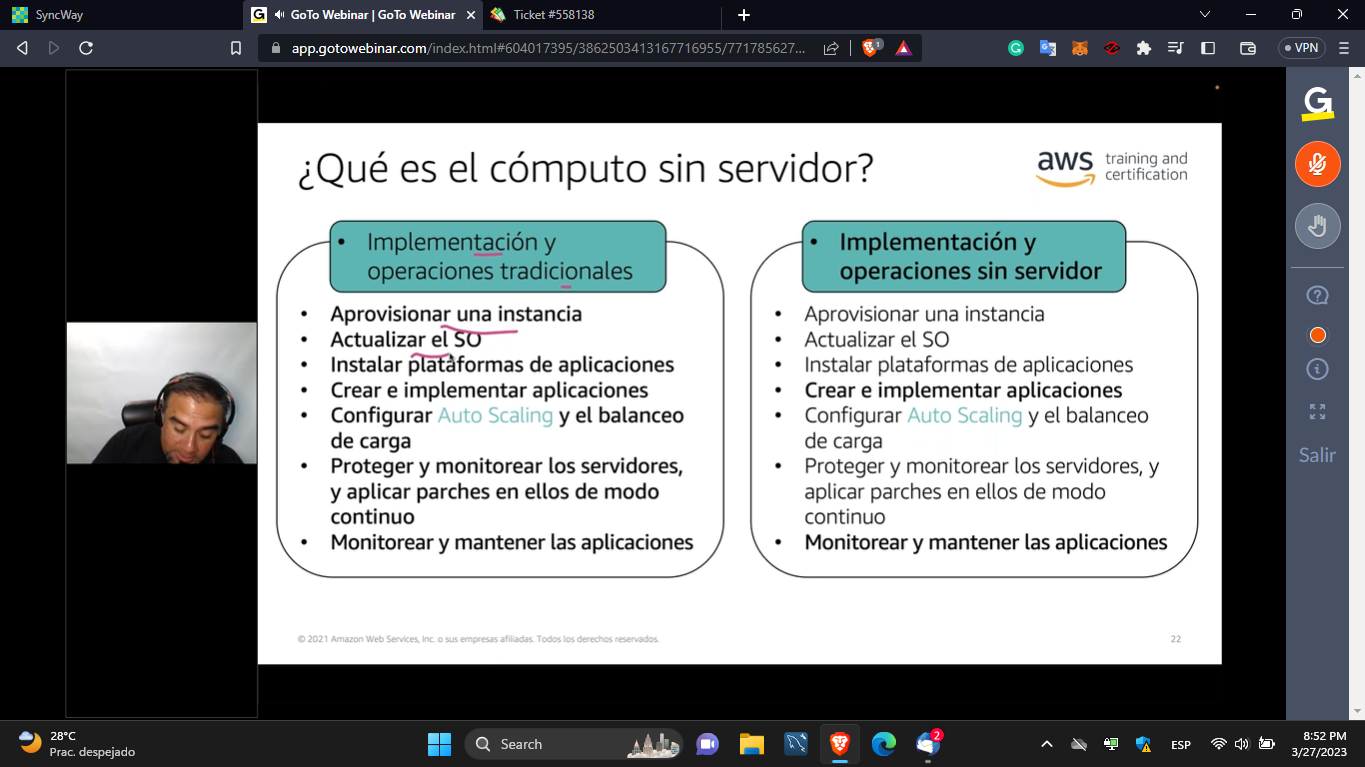 SyncWay
GoTo Webinar | GoTo Webinar
Ticket #558138
app.gotowebinar.com/index.html#604017395/3862503413167716955/771785627...
1
VPN
¿Qué es el cómputo sin servidor?
aws training and
certification
• Implementación y
operaciones tradicionales
• Aprovisionar una instancia
• Actualizar el SO
• Instalar plataformas de aplicaciones
• Crear e implementar aplicaciones
• Configurar Auto Scaling y el balanceo
de carga
• Proteger y monitorear los servidores,
y aplicar parches en ellos de modo
continuo
• Monitorear y mantener las aplicaciones
• Implementación y
operaciones sin servidor
• Aprovisionar una instancia
• Actualizar el SO
• Instalar plataformas de aplicaciones
• Crear e implementar aplicaciones
• Configurar Auto Scaling y el balanceo
de carga
• Proteger y monitorear los servidores, y
aplicar parches en ellos de modo
continuo
• Monitorear y mantener las aplicaciones
© 2021 Amazon Web Services, Inc. o sus empresas afiliadas. Todos los derechos reservados.
22
G
Salir
28°C
Prac. despejado
Search
2
ESP
8:52 PM
3/27/2023